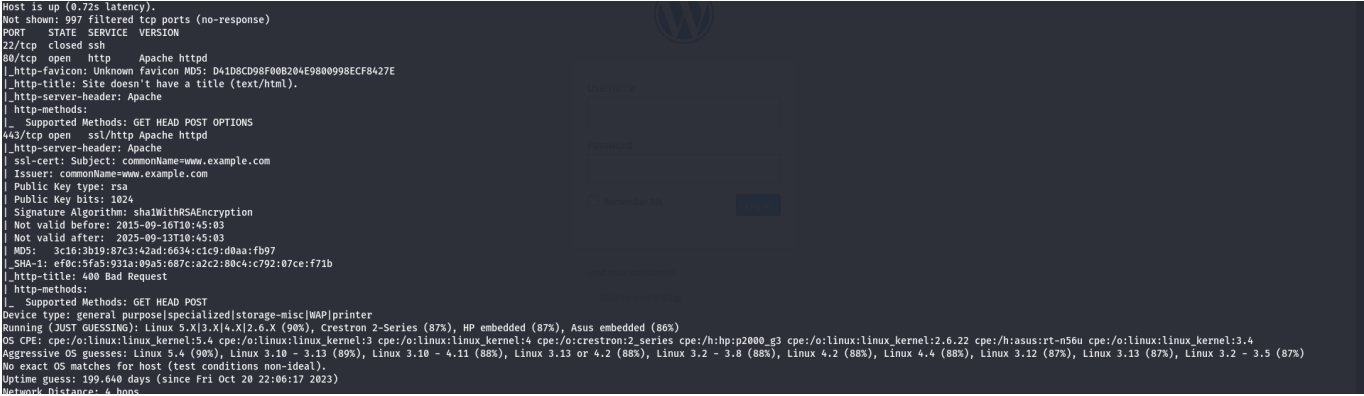 Host is up (0.72s latency).
Not shown: 997 filtered tcp ports (no-response)
PORT    STATE  SERVICE  VERSION
22/tcp  closed ssh
80/tcp  open   http     Apache httpd
|_http-favicon: Unknown favicon MD5: D41D8CD98F00B204E9800998ECF8427E
|_http-title: Site doesn't have a title (text/html).
|_http-server-header: Apache
| http-methods:
|_  Supported Methods: GET HEAD POST OPTIONS
443/tcp open   ssl/http Apache httpd
|_http-server-header: Apache
| ssl-cert: Subject: commonName=www.example.com
| Issuer: commonName=www.example.com
| Public Key type: rsa
| Public Key bits: 1024
| Signature Algorithm: sha1WithRSAEncryption
| Not valid before: 2015-09-16T10:45:03
| Not valid after:  2025-09-13T10:45:03
| MD5:   3c16:3b19:87c3:42ad:6634:c1c9:d0aa:fb97
|_SHA-1: ef0c:5fa5:931a:09a5:687c:a2c2:80c4:c792:07ce:f71b
|_http-title: 400 Bad Request
| http-methods:
|_  Supported Methods: GET HEAD POST
Device type: general purpose|specialized|storage-misc|WAP|printer
Running (JUST GUESSING): Linux 5.X|3.X|4.X|2.6.X (90%), Crestron 2-Series (87%), HP embedded (87%), Asus embedded (86%)
OS CPE: cpe:/o:linux:linux_kernel:5.4 cpe:/o:linux:linux_kernel:3 cpe:/o:linux:linux_kernel:4 cpe:/o:crestron:2_series cpe:/h:hp:p2000_g3 cpe:/o:linux:linux_kernel:2.6.22 cpe:/h:asus:rt-n56u cpe:/o:linux:linux_kernel:3.4
Aggressive OS guesses: Linux 5.4 (90%), Linux 3.10 - 3.13 (89%), Linux 3.10 - 4.11 (88%), Linux 3.13 or 4.2 (88%), Linux 3.2 - 3.8 (88%), Linux 4.2 (88%), Linux 4.4 (88%), Linux 3.12 (87%), Linux 3.13 (87%), Linux 3.2 - 3.5 (87%)
No exact OS matches for host (test conditions non-ideal).
Uptime guess: 199.640 days (since Fri Oct 20 22:06:17 2023)
Network Distance: 4 hops